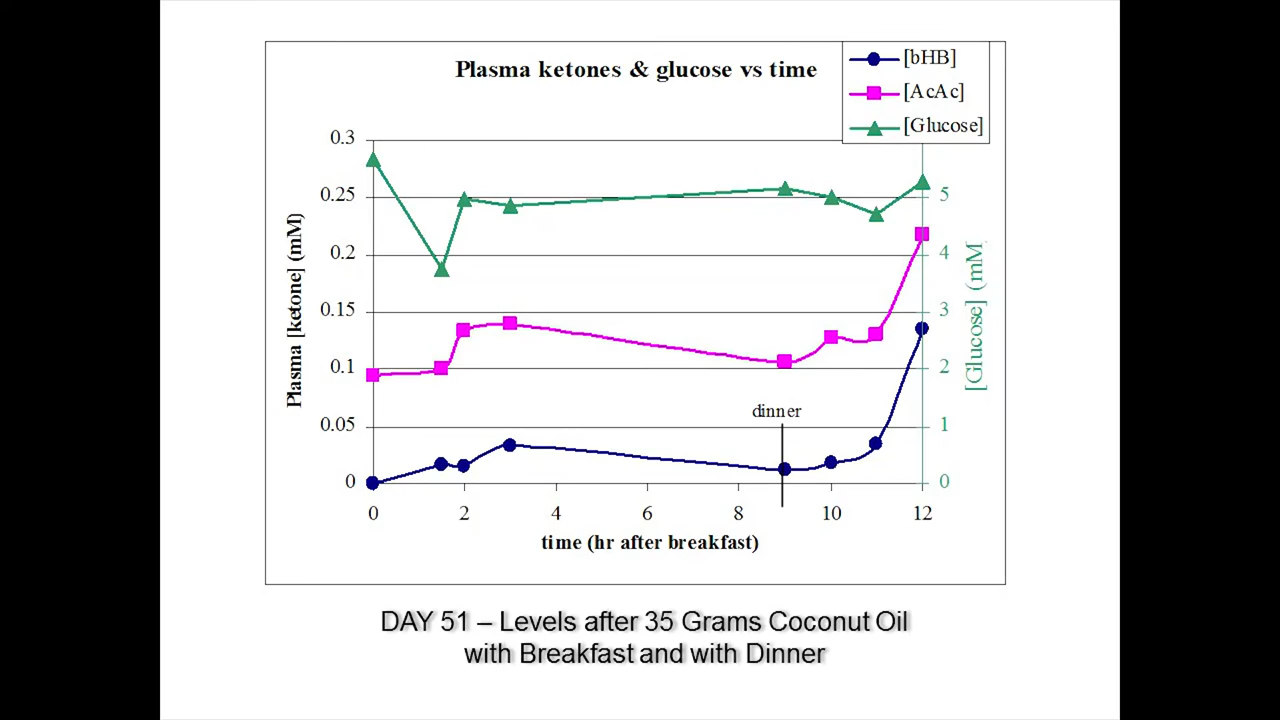 Plasma ketones & glucose vs time
[bHB]
[AcAc]
[Glucose]
Plasma [ketone] (mM)
0.3
0.25
0.2
0.15
0.1
0.05
0
5
4
3
2
1
0
[Glucose] (mM
dinner
0 2 4 6 8 10 12
time (hr after breakfast)
DAY 51 – Levels after 35 Grams Coconut Oil
with Breakfast and with Dinner